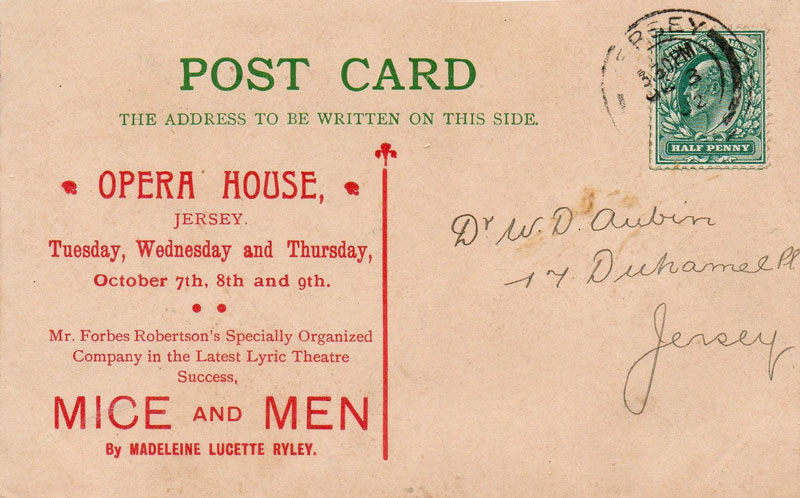 POST CARD
THE ADDRESS TO BE WRITTEN ON THIS SIDE.
OPERA HOUSE,
JERSEY.
Tuesday, Wednesday and Thursday,
October 7th, 8th and 9th.
Mr. Forbes Robertson's Specially Organized
Company in the Latest Lyric Theatre
Success,
MICE AND MEN
By MADELEINE LUCETTE RYLEY.
HALF PENNY
Dr W. D. Aubin
17 Duhamel Pl
Jersey